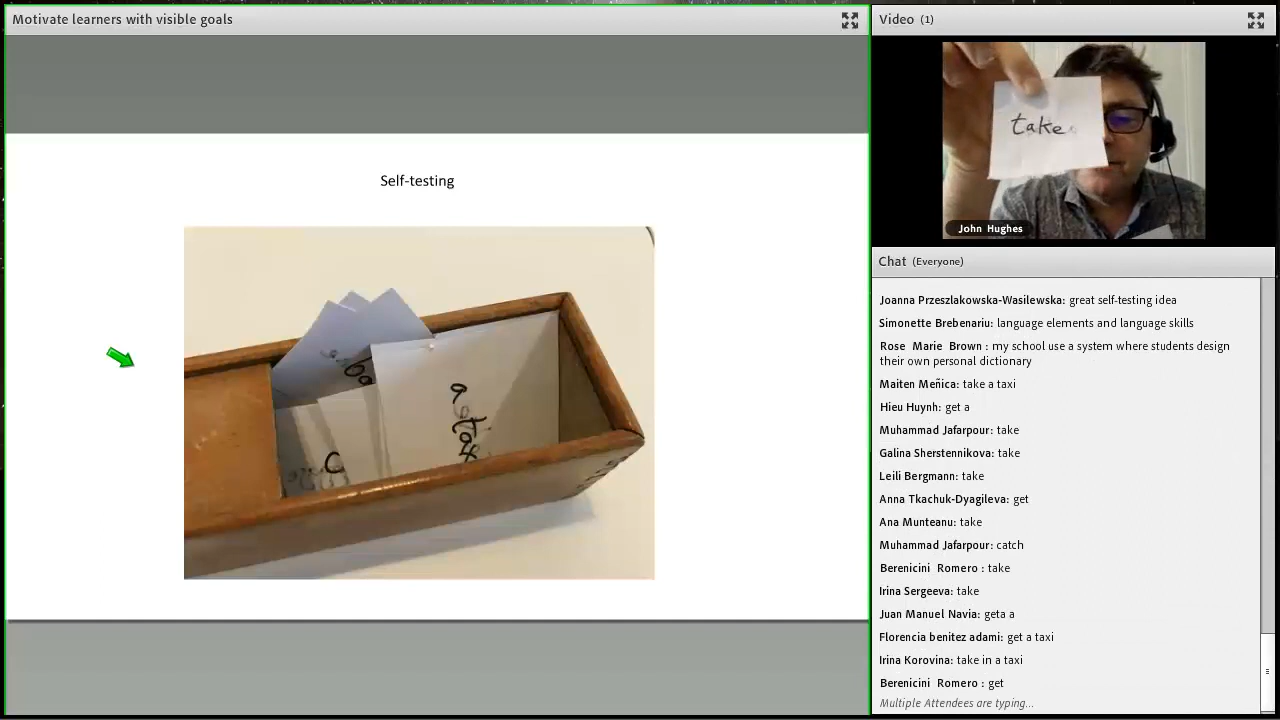 Motivate learners with visible goals
Self-testing
a
Video (1)
take
John Hughes
Chat (Everyone)
Joanna Przeszlakowska-Wasilewska: great self-testing idea
Simonette Brebenariu: language elements and language skills
Rose Marie Brown : my school use a system where students design
their own personal dictionary
Maiten Meñica: take a taxi
Hieu Huynh: get a
Muhammad Jafarpour: take
Galina Sherstennikova: take
Leili Bergmann: take
Anna Tkachuk-Dyagileva: get
Ana Munteanu: take
Muhammad Jafarpour: catch
Berenicini Romero : take
Irina Sergeeva: take
Juan Manuel Navia: geta a
Florencia benitez adami: get a taxi
Irina Korovina: take in a taxi
Berenicini Romero : get
Multiple Attendees are typing...